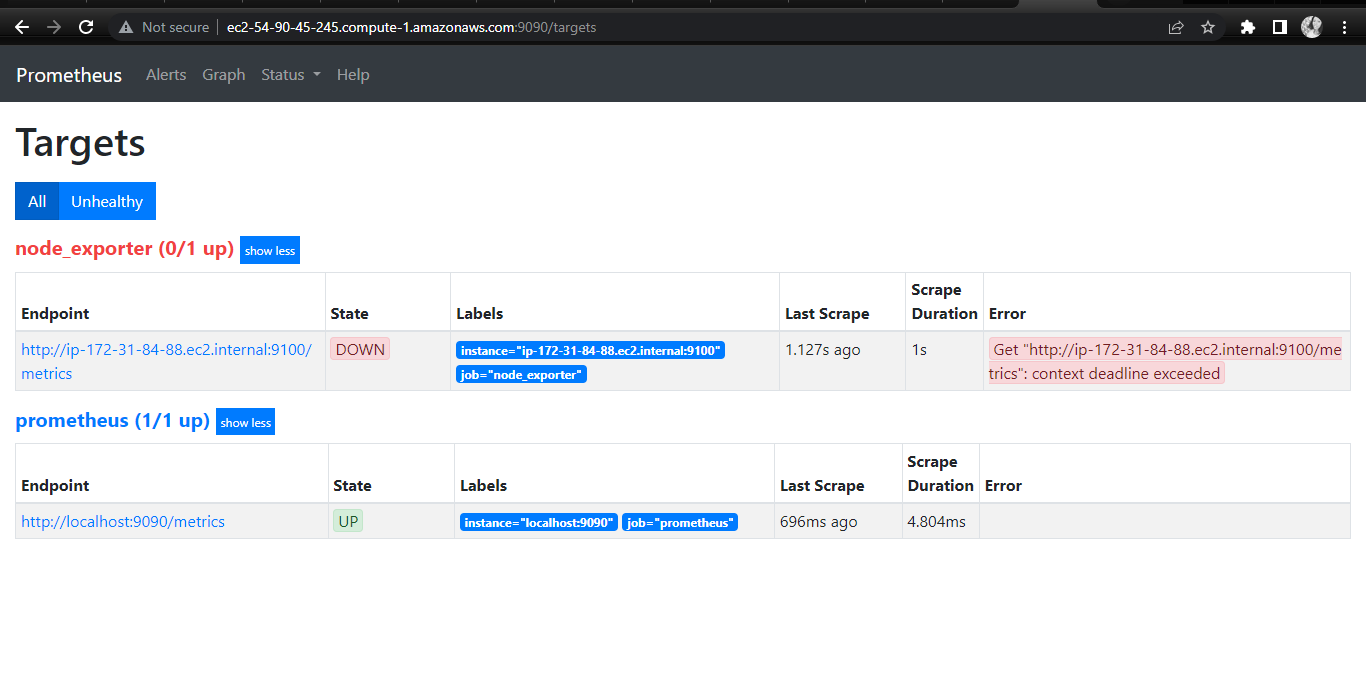 Not secure ec2-54-90-45-245.compute-1.amazonaws.com:9090/targets
Prometheus Alerts Graph Status Help
Targets
All Unhealthy
node_exporter (0/1 up) show less
Scrape
Endpoint State Labels Last Scrape Duration Error
http://ip-172-31-84-88.ec2.internal:9100/ DOWN instance="ip-172-31-84-88.ec2.internal:9100" 1.127s ago 1s Get "http://ip-172-31-84-88.ec2.internal:9100/me
metrics job="node_exporter" trics": context deadline exceeded
prometheus (1/1 up) show less
Scrape
Endpoint State Labels Last Scrape Duration Error
http://localhost:9090/metrics UP instance="localhost:9090" job="prometheus" 696ms ago 4.804ms